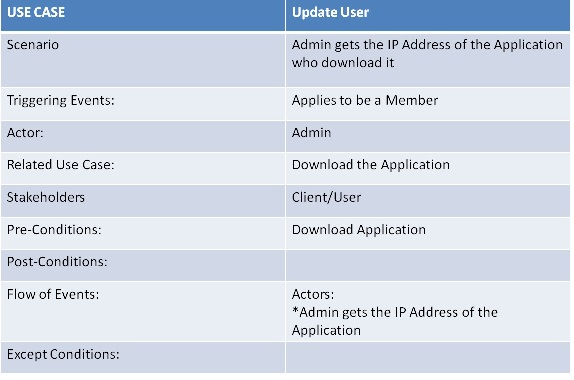 USE CASE Update User
Scenario Admin gets the IP Address of the Application
who download it
Triggering Events: Applies to be a Member
Actor: Admin
Related Use Case: Download the Application
Stakeholders Client/User
Pre-Conditions: Download Application
Post-Conditions:
Flow of Events: Actors:
*Admin gets the IP Address of the
Application
Except Conditions: